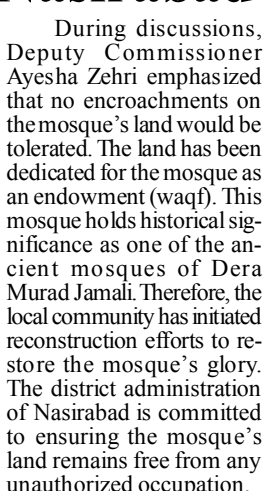 During discussions,
Deputy Commissioner
Ayesha Zehri emphasized
that no encroachments on
the mosque's land would be
tolerated. The land has been
dedicated for the mosque as
an endowment (waqf). This
mosque holds historical sig-
nificance as one of the an-
cient mosques of Dera
Murad Jamali. Therefore, the
local community has initiated
reconstruction efforts to re-
store the mosque's glory.
The district administration
of Nasirabad is committed
to ensuring the mosque's
land remains free from any
unauthorized occupation.